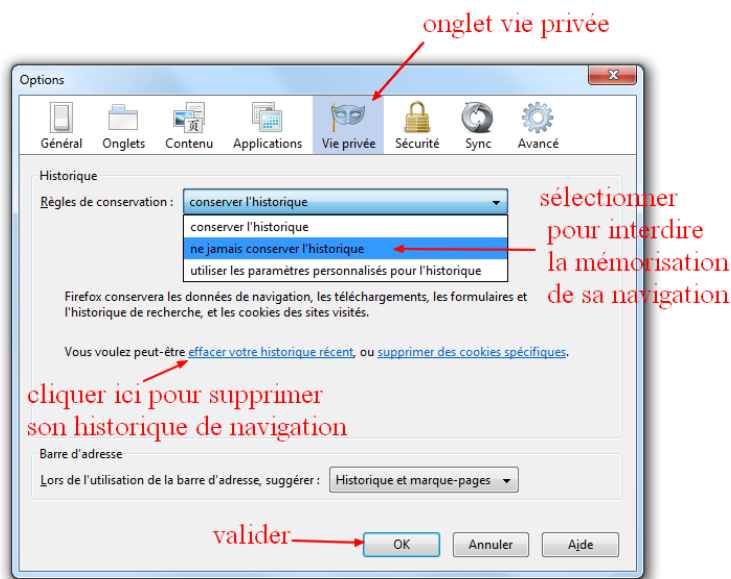 onglet vie privée
Options
Général Onglets Contenu Applications Vie privée Sécurité Sync Avancé
Historique
Règles de conservation : conserver l'historique
conserver l'historique
ne jamais conserver l'historique
utiliser les paramètres personnalisés pour l'historique
sélectionner
pour interdire
la mémorisation
de sa navigation
Firefox conservera les données de navigation, les téléchargements, les formulaires et
l'historique de recherche, et les cookies des sites visités.
Vous voulez peut-être effacer votre historique récent, ou supprimer des cookies spécifiques.
cliquer ici pour supprimer
son historique de navigation
Barre d'adresse
Lors de l'utilisation de la barre d'adresse, suggérer : Historique et marque-pages
valider
OK Annuler Aide